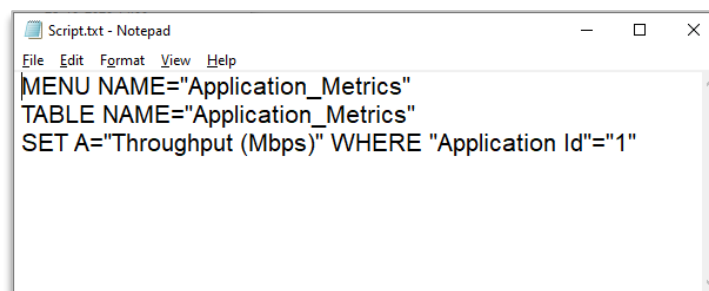 Script.txt - Notepad
File Edit Format View Help
MENU NAME="Application_Metrics"
TABLE NAME="Application_Metrics"
SET A="Throughput (Mbps)" WHERE "Application Id"="1"